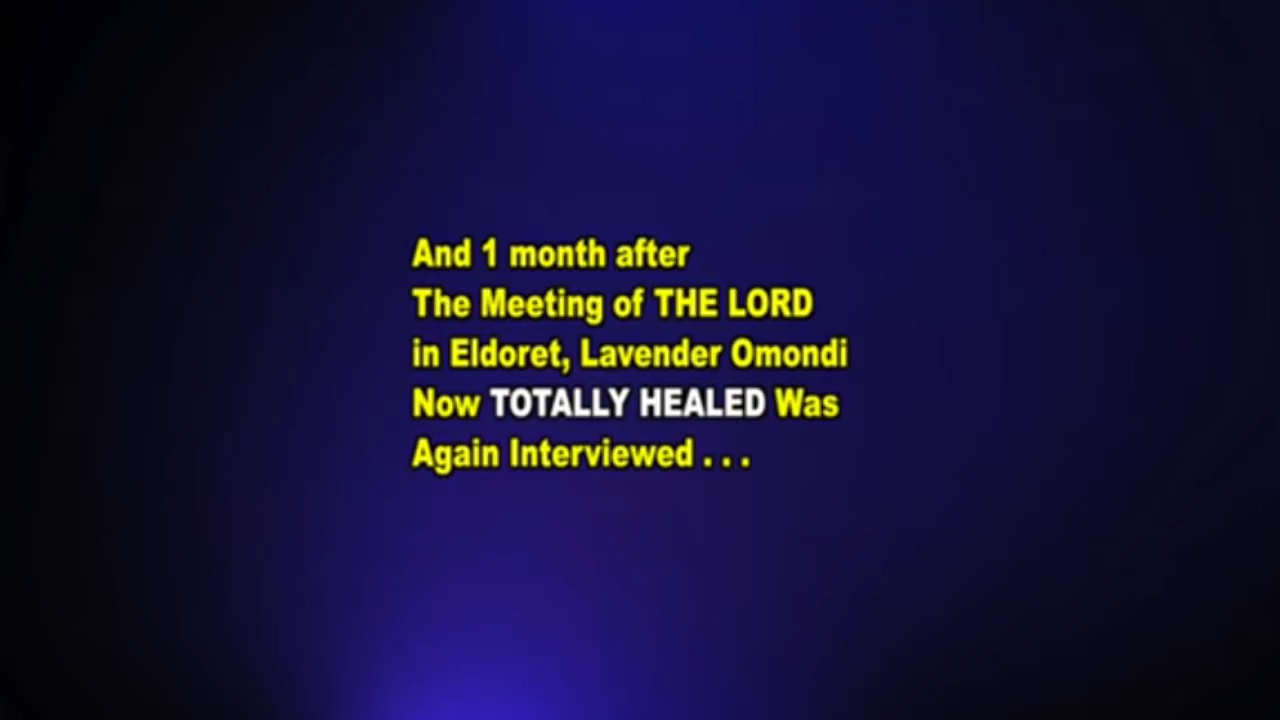 And 1 month after
The Meeting of THE LORD
in Eldoret, Lavender Omondi
Now TOTALLY HEALED Was
Again Interviewed . . .